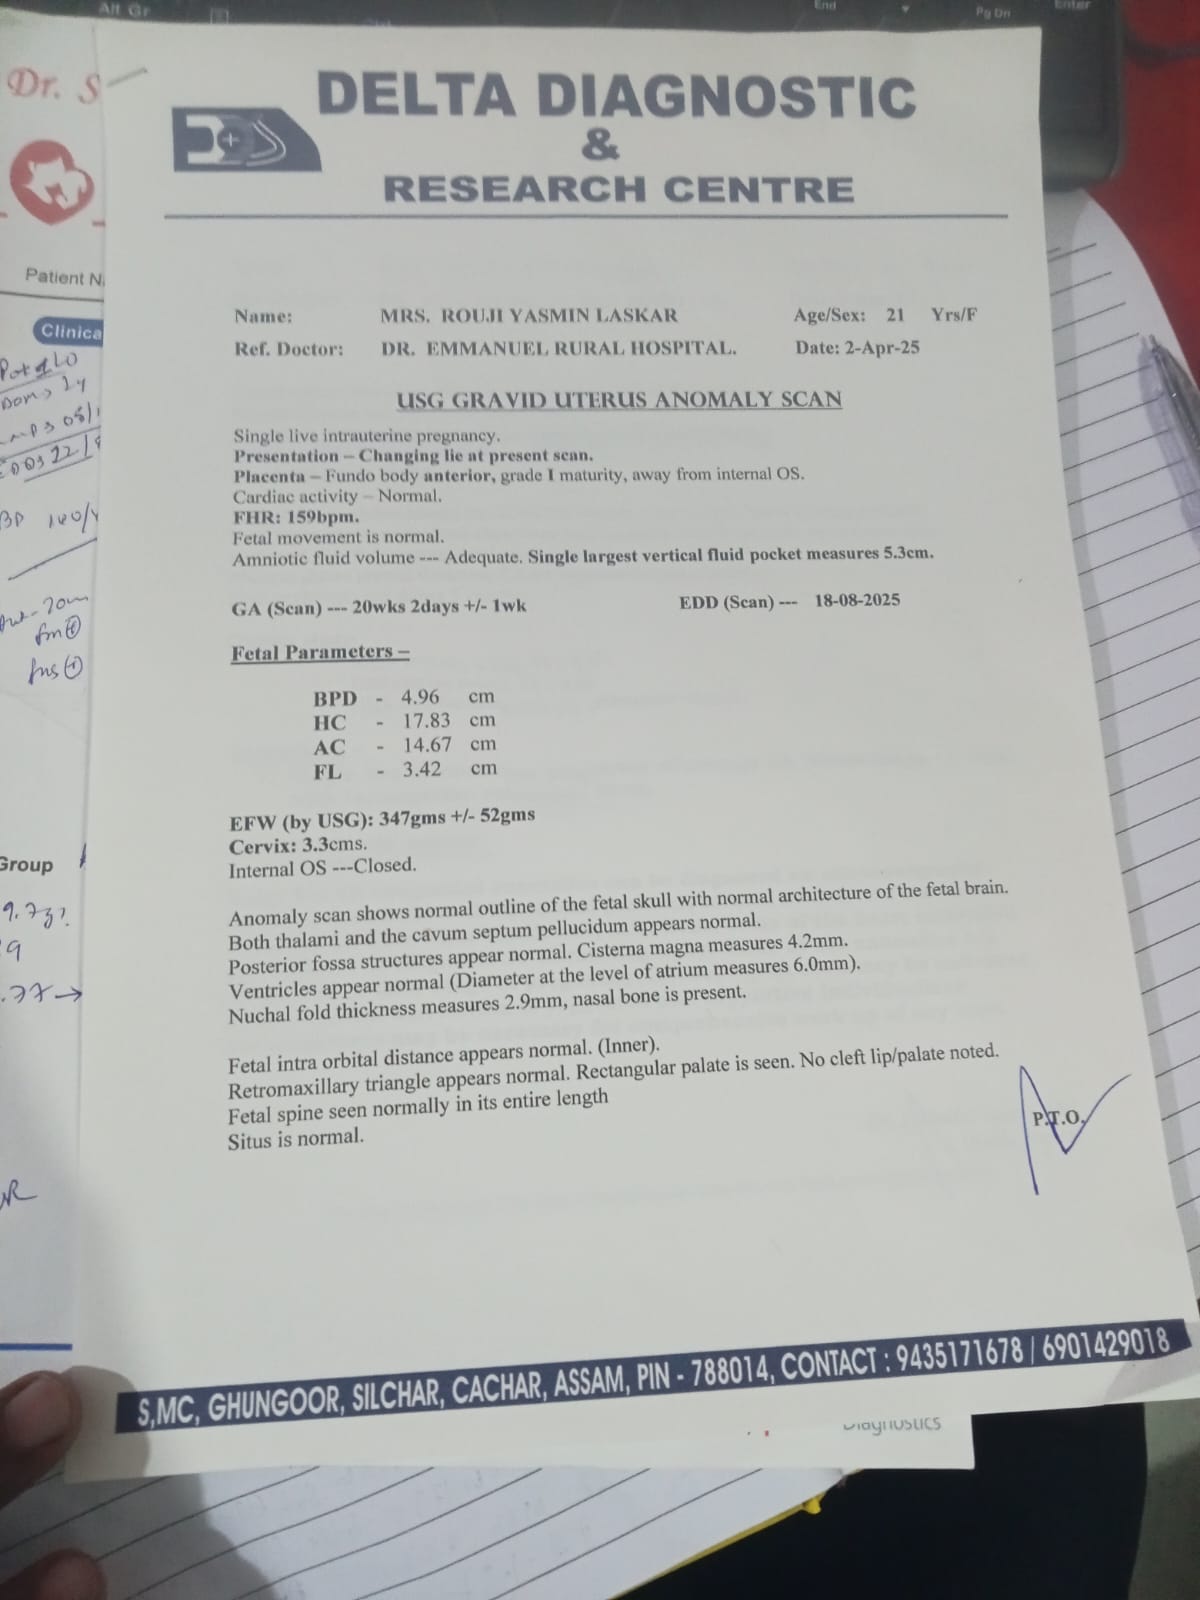 Alt Gr
End
Pg Dn
Enter
Dr. S
DELTA DIAGNOSTIC
&
RESEARCH CENTRE
Patient N
Clinica
Name: MRS. ROUJI YASMIN LASKAR Age/Sex: 21 Yrs/F
Ref. Doctor: DR. EMMANUEL RURAL HOSPITAL. Date: 2-Apr-25
USG GRAVID UTERUS ANOMALY SCAN
Single live intrauterine pregnancy.
Presentation – Changing lie at present scan.
Placenta – Fundo body anterior, grade I maturity, away from internal OS.
Cardiac activity – Normal.
FHR: 159bpm.
Fetal movement is normal.
Amniotic fluid volume --- Adequate. Single largest vertical fluid pocket measures 5.3cm.
GA (Scan) --- 20wks 2days +/- 1wk EDD (Scan) --- 18-08-2025
Fetal Parameters –
BPD - 4.96 cm
HC - 17.83 cm
AC - 14.67 cm
FL - 3.42 cm
EFW (by USG): 347gms +/- 52gms
Cervix: 3.3cms.
Internal OS ---Closed.
Group
Anomaly scan shows normal outline of the fetal skull with normal architecture of the fetal brain.
Both thalami and the cavum septum pellucidum appears normal.
Posterior fossa structures appear normal. Cisterna magna measures 4.2mm.
Ventricles appear normal (Diameter at the level of atrium measures 6.0mm).
Nuchal fold thickness measures 2.9mm, nasal bone is present.
Fetal intra orbital distance appears normal. (Inner).
Retromaxillary triangle appears normal. Rectangular palate is seen. No cleft lip/palate noted.
Fetal spine seen normally in its entire length
Situs is normal.
P.T.O.
S,MC, GHUNGOOR, SILCHAR, CACHAR, ASSAM, PIN - 788014, CONTACT : 9435171678 / 6901429018
Diagnostics